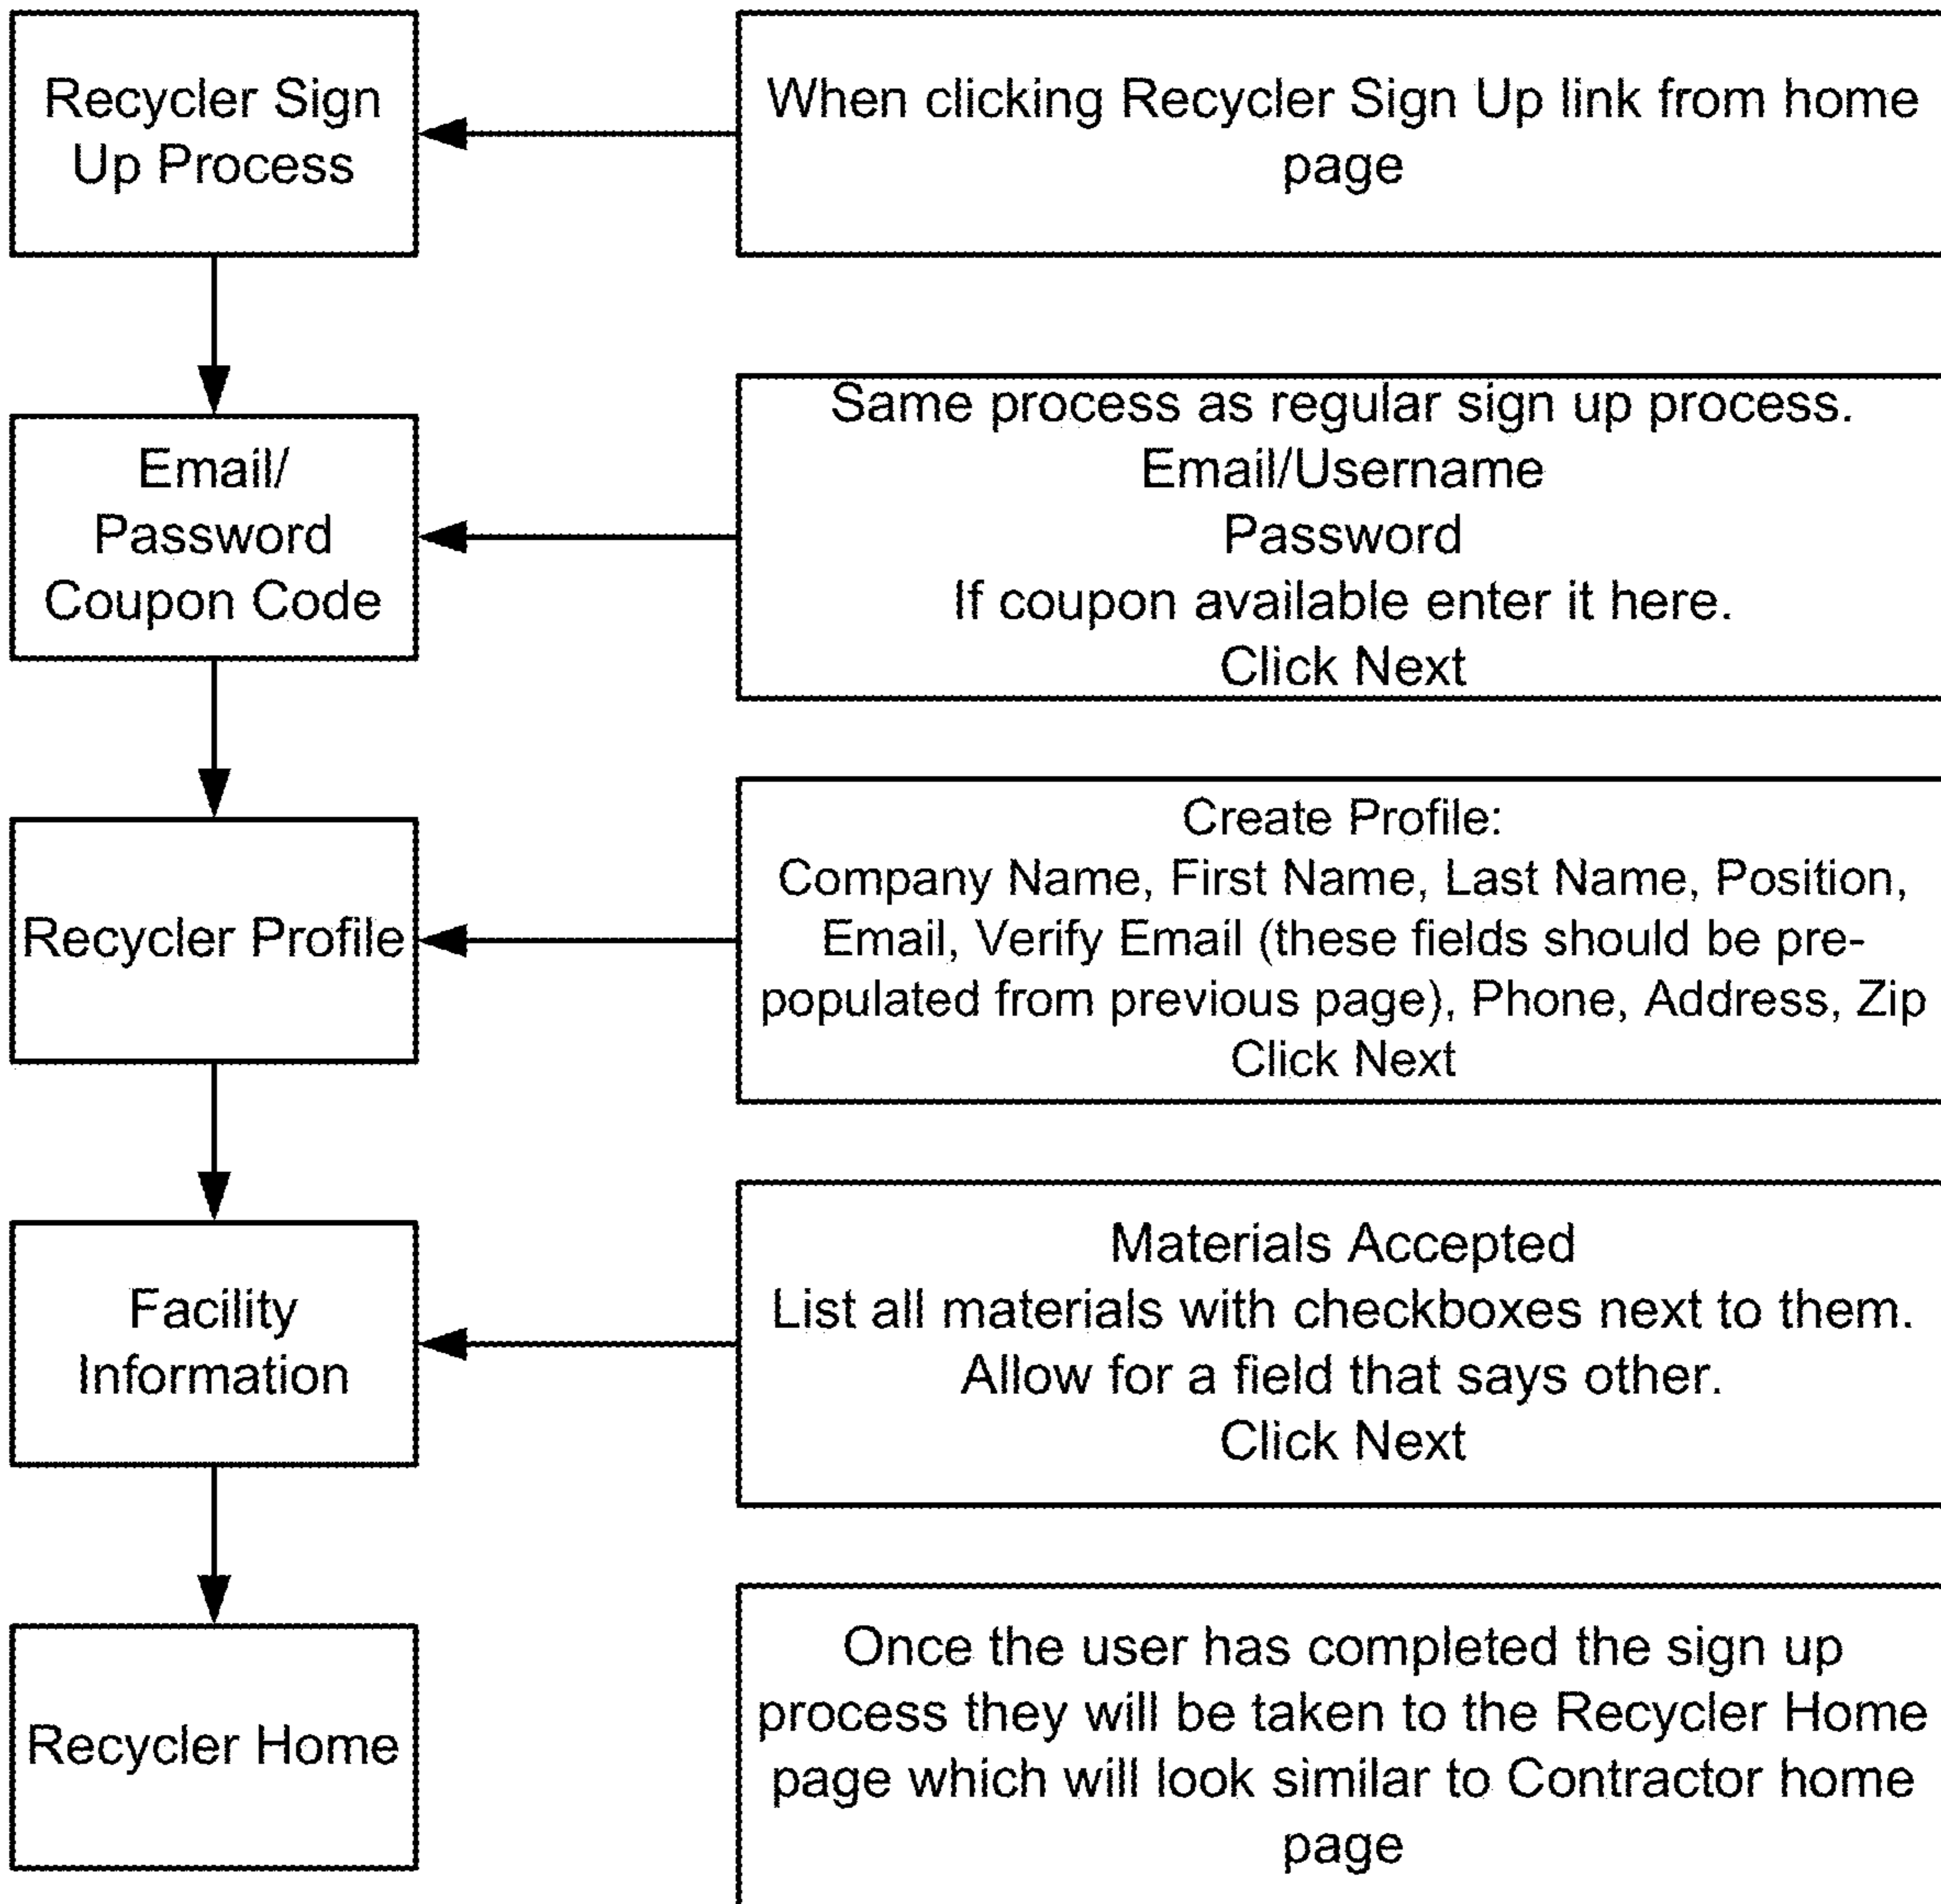 Recycler Sign
Up Process
When clicking Recycler Sign Up link from home
page
Email/
Password
Coupon Code
Same process as regular sign up process.
Email/Username
Password
If coupon available enter it here.
Click Next
Recycler Profile
Create Profile:
Company Name, First Name, Last Name, Position,
Email, Verify Email (these fields should be pre-
populated from previous page), Phone, Address, Zip
Click Next
Facility
Information
Materials Accepted
List all materials with checkboxes next to them.
Allow for a field that says other.
Click Next
Recycler Home
Once the user has completed the sign up
process they will be taken to the Recycler Home
page which will look similar to Contractor home
page